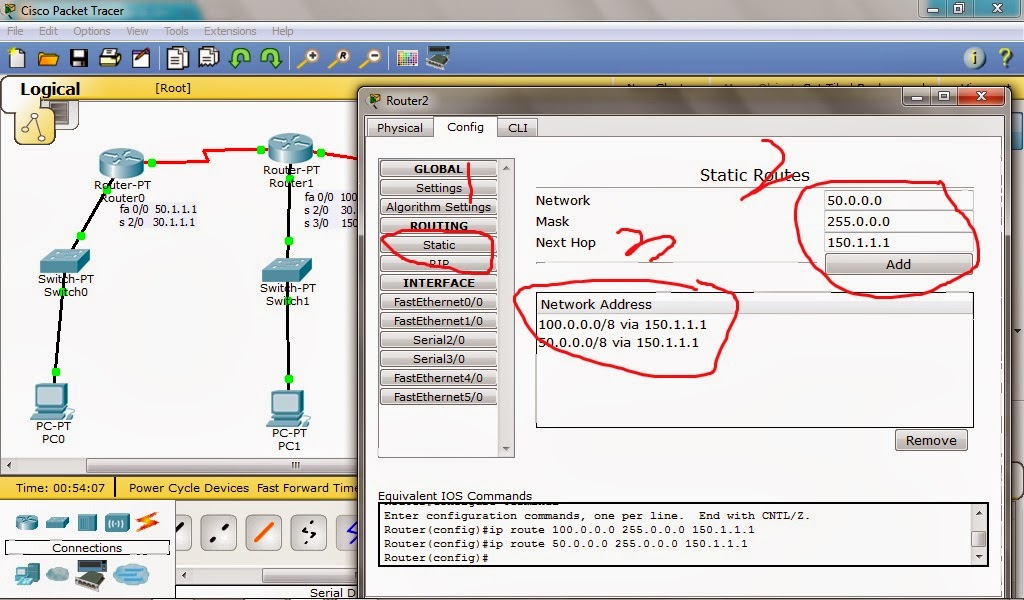 Cisco Packet Tracer
File Edit Options View Tools Extensions Help
Logical
[Root]
Router-PT
Router0
fa 0/0 50.1.1.1
s 2/0 30.1.1.1
Router-PT
Router1
fa 0/0 100
s 2/0 30.
s 3/0 150
Switch-PT
Switch0
Switch-PT
Switch1
PC-PT
PC0
PC-PT
PC1
Time: 00:54:07
Power Cycle Devices Fast Forward Time
Connections
Serial D
Router2
Physical Config CLI
GLOBAL
Settings
Algorithm Settings
ROUTING
Static
RIP
INTERFACE
FastEthernet0/0
FastEthernet1/0
Serial2/0
Serial3/0
FastEthernet4/0
FastEthernet5/0
1
2
3
Static Routes
Network 50.0.0.0
Mask 255.0.0.0
Next Hop 150.1.1.1
Add
Network Address
100.0.0.0/8 via 150.1.1.1
50.0.0.0/8 via 150.1.1.1
Remove
Equivalent IOS Commands
Enter configuration commands, one per line. End with CNTL/Z.
Router(config)#ip route 100.0.0.0 255.0.0.0 150.1.1.1
Router(config)#ip route 50.0.0.0 255.0.0.0 150.1.1.1
Router(config)#